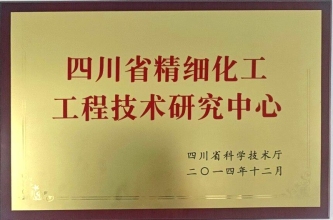 四川省精细化工
工程技术研究中心
四川省科学技术厅
二〇一四年十二月